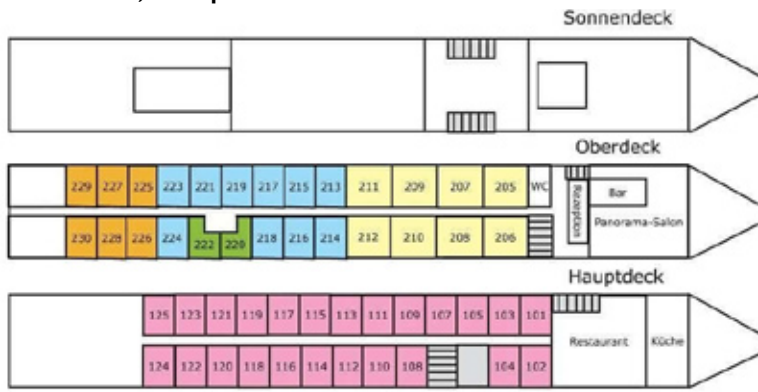 Sonnendeck
Oberdeck
229 227 225 223 221 219 217 215 213 211 209 207 205 WC
Rezeption
Bar
Panorama-Salon
230 228 226 224 222 220 218 216 214 212 210 208 206
Hauptdeck
125 123 121 119 117 115 113 111 109 107 105 103 101
Restaurant
Küche
124 122 120 118 116 114 112 110 108 104 102